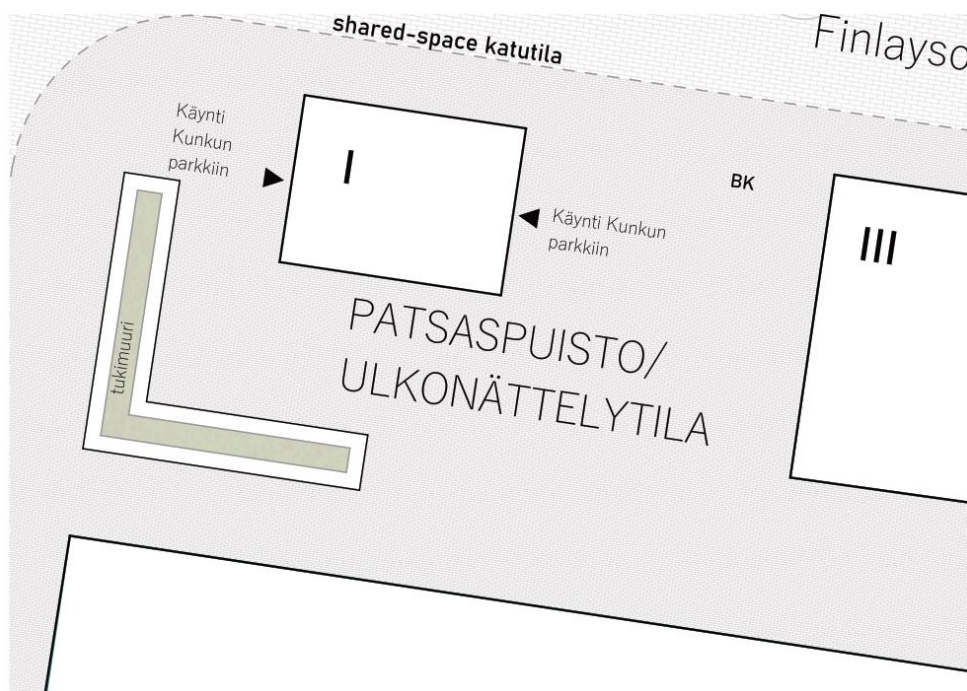 shared-space katutila
Finlayso
Käynti
Kunkun
parkkiin
I
BK
Käynti Kunkun
parkkiin
III
PATSASPUISTO/
ULKONÄTTELYTILA
tukimuuri